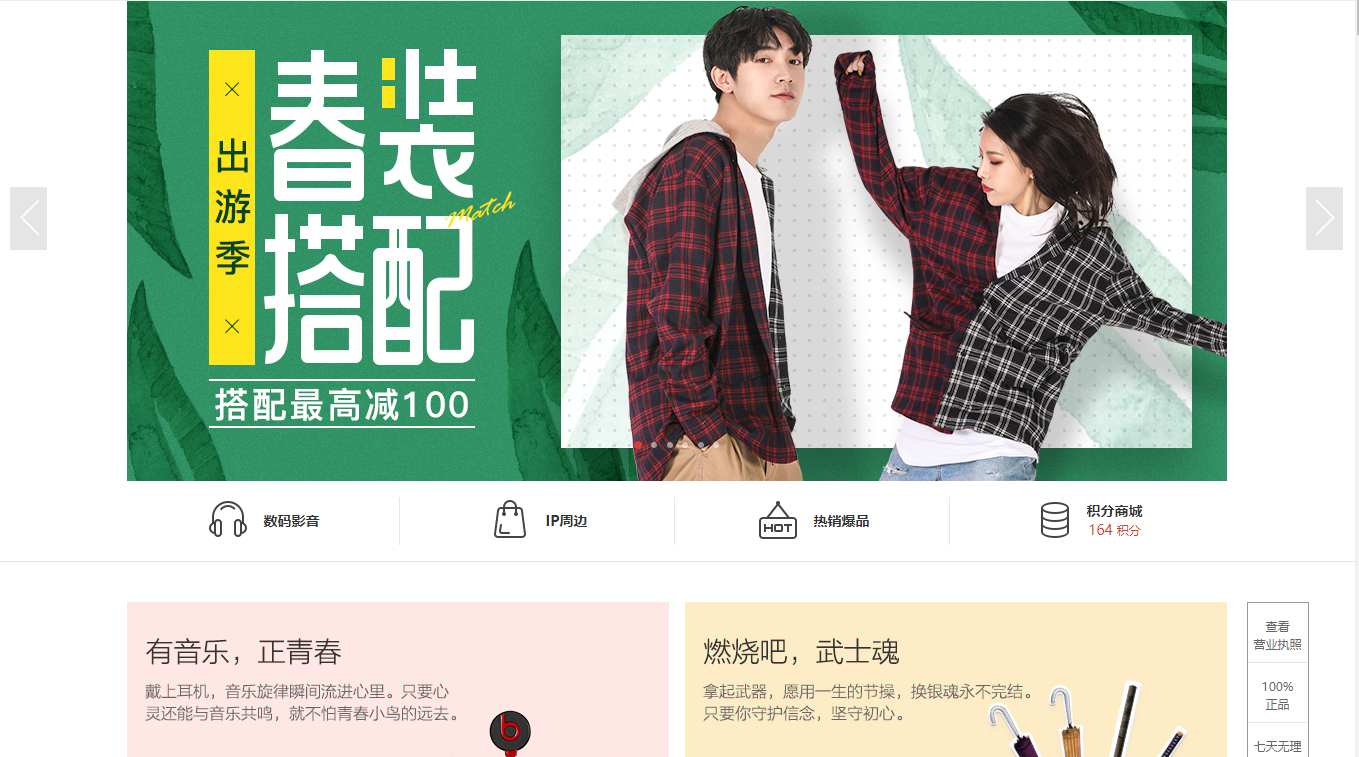 出游季
春装
Match
搭配
搭配最高减100
数码影音
IP周边
HOT
热销爆品
积分商城
164 积分
有音乐，正青春
戴上耳机，音乐旋律瞬间流进心里。只要心
灵还能与音乐共鸣，就不怕青春小鸟的远去。
b
燃烧吧，武士魂
拿起武器，愿用一生的节操，换银魂永不完结。
只要你守护信念，坚守初心。
查看
营业执照
100%
正品
七天无理